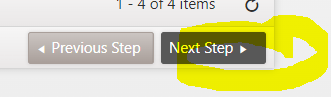 1 - 4 of 4 items
◂ Previous Step Next Step ▸